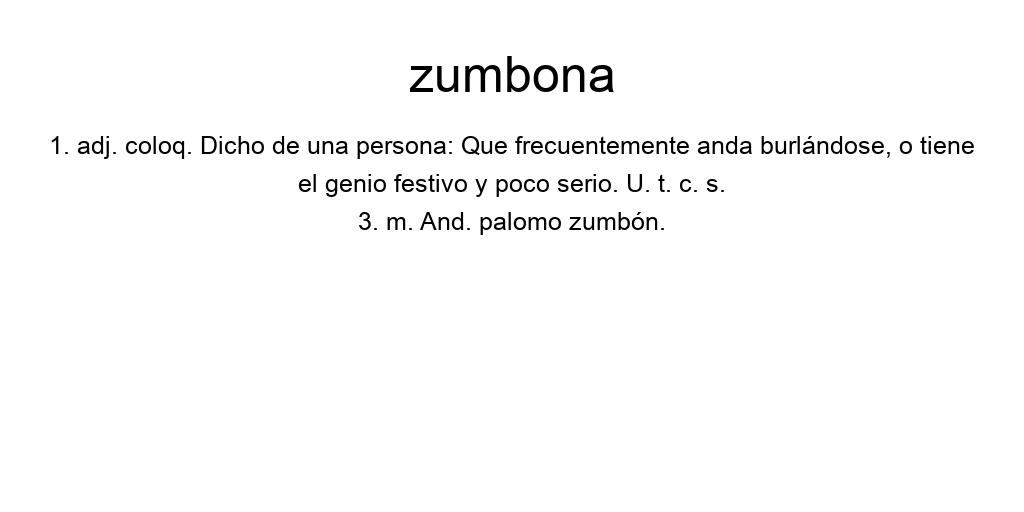 zumbona
1. adj. coloq. Dicho de una persona: Que frecuentemente anda burlándose, o tiene
el genio festivo y poco serio. U. t. c. s.
3. m. And. palomo zumbón.